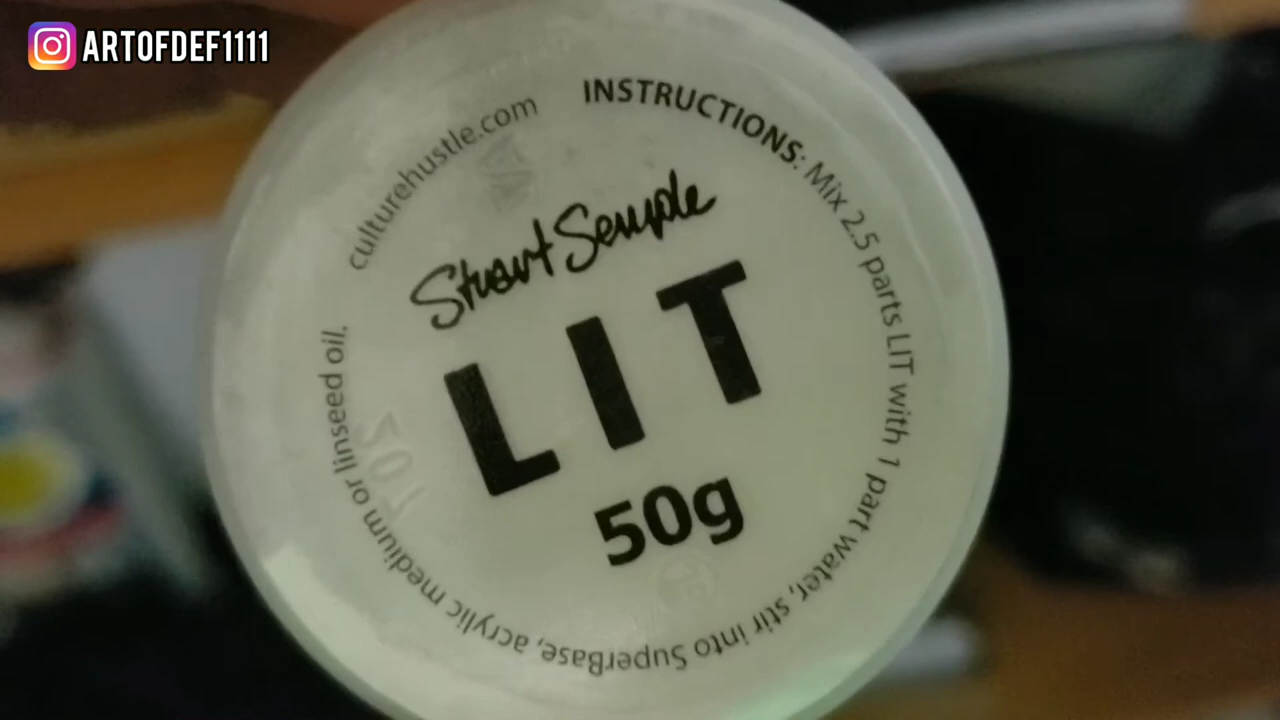 ARTOFDEF1111
culturehustle.com
INSTRUCTIONS: Mix 2.5 parts LIT with 1 part water, stir into SuperBase, acrylic medium or linseed oil.
Stuart Semple
LIT
50g